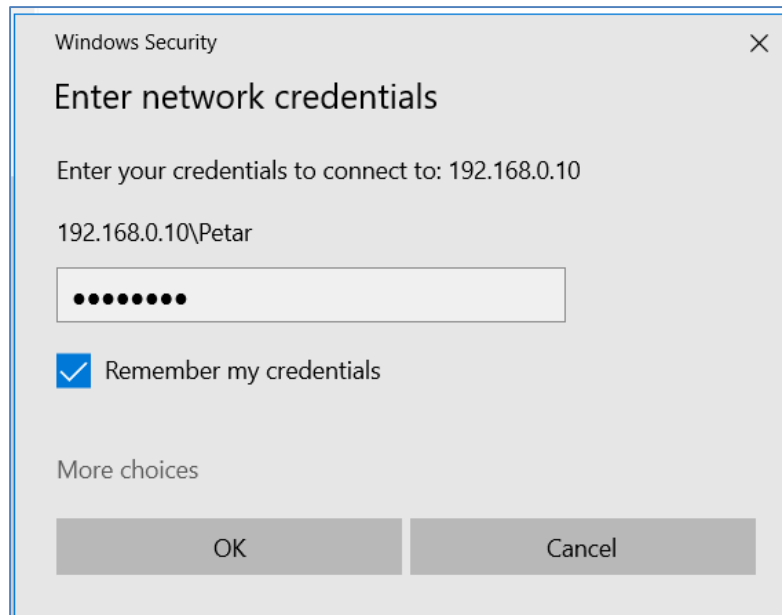 Windows Security
Enter network credentials
Enter your credentials to connect to: 192.168.0.10
192.168.0.10\Petar
●●●●●●●●
Remember my credentials
More choices
OK Cancel